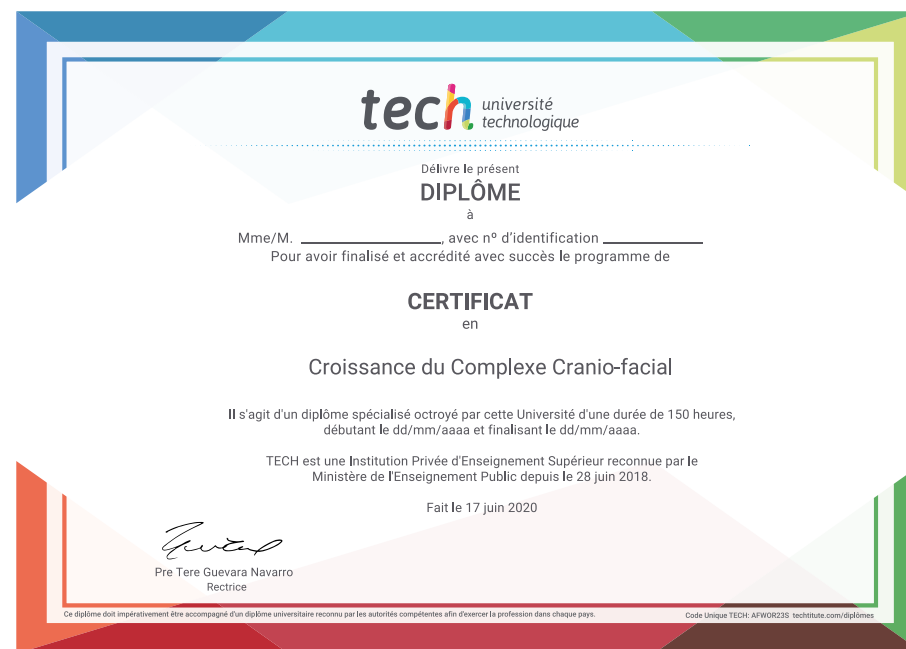 tech université
technologique
Délivre le présent
DIPLÔME
à
Mme/M. ____________________, avec nº d'identification ______________
Pour avoir finalisé et accrédité avec succès le programme de
CERTIFICAT
en
Croissance du Complexe Cranio-facial
Il s'agit d'un diplôme spécialisé octroyé par cette Université d'une durée de 150 heures,
débutant le dd/mm/aaaa et finalisant le dd/mm/aaaa.
TECH est une Institution Privée d'Enseignement Supérieur reconnue par le
Ministère de l'Enseignement Public depuis le 28 juin 2018.
Fait le 17 juin 2020
Pre Tere Guevara Navarro
Rectrice
Ce diplôme doit impérativement être accompagné d'un diplôme universitaire reconnu par les autorités compétentes afin d'exercer la profession dans chaque pays.
Code Unique TECH: AFWOR23S techtitute.com/diplômes